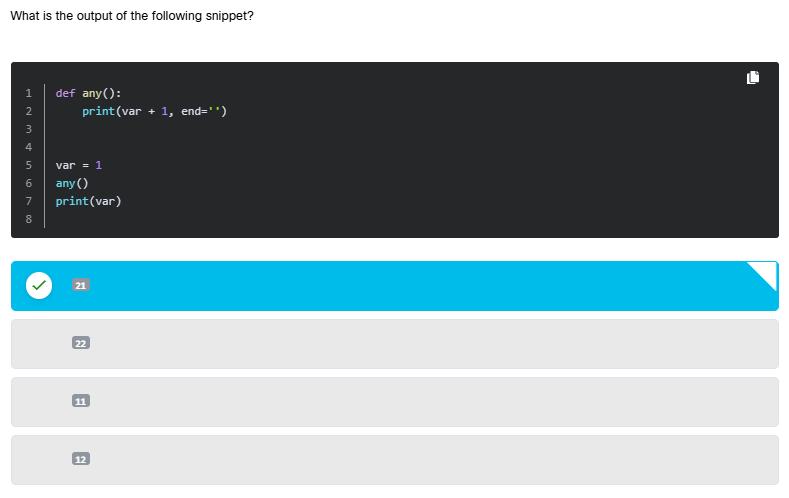 What is the output of the following snippet?
1 def any():
2     print(var + 1, end='')
3
4
5 var = 1
6 any()
7 print(var)
8
21
22
11
12